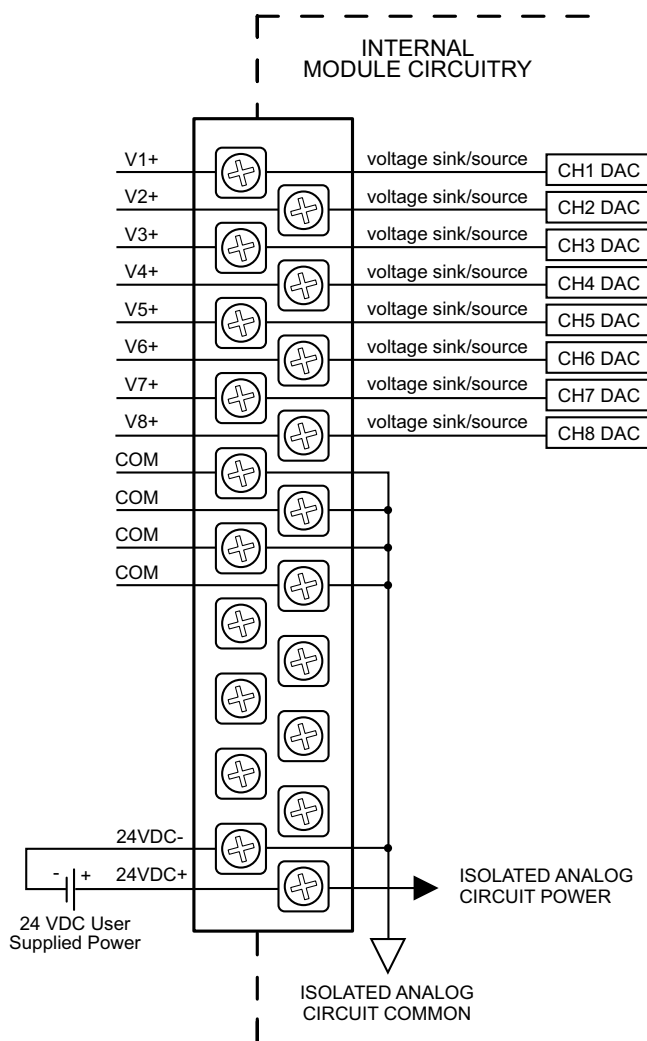 INTERNAL
MODULE CIRCUITRY
V1+ voltage sink/source CH1 DAC
V2+ voltage sink/source CH2 DAC
V3+ voltage sink/source CH3 DAC
V4+ voltage sink/source CH4 DAC
V5+ voltage sink/source CH5 DAC
V6+ voltage sink/source CH6 DAC
V7+ voltage sink/source CH7 DAC
V8+ voltage sink/source CH8 DAC
COM
COM
COM
COM
24VDC-
- + 24VDC+
24 VDC User
Supplied Power
ISOLATED ANALOG
CIRCUIT POWER
ISOLATED ANALOG
CIRCUIT COMMON